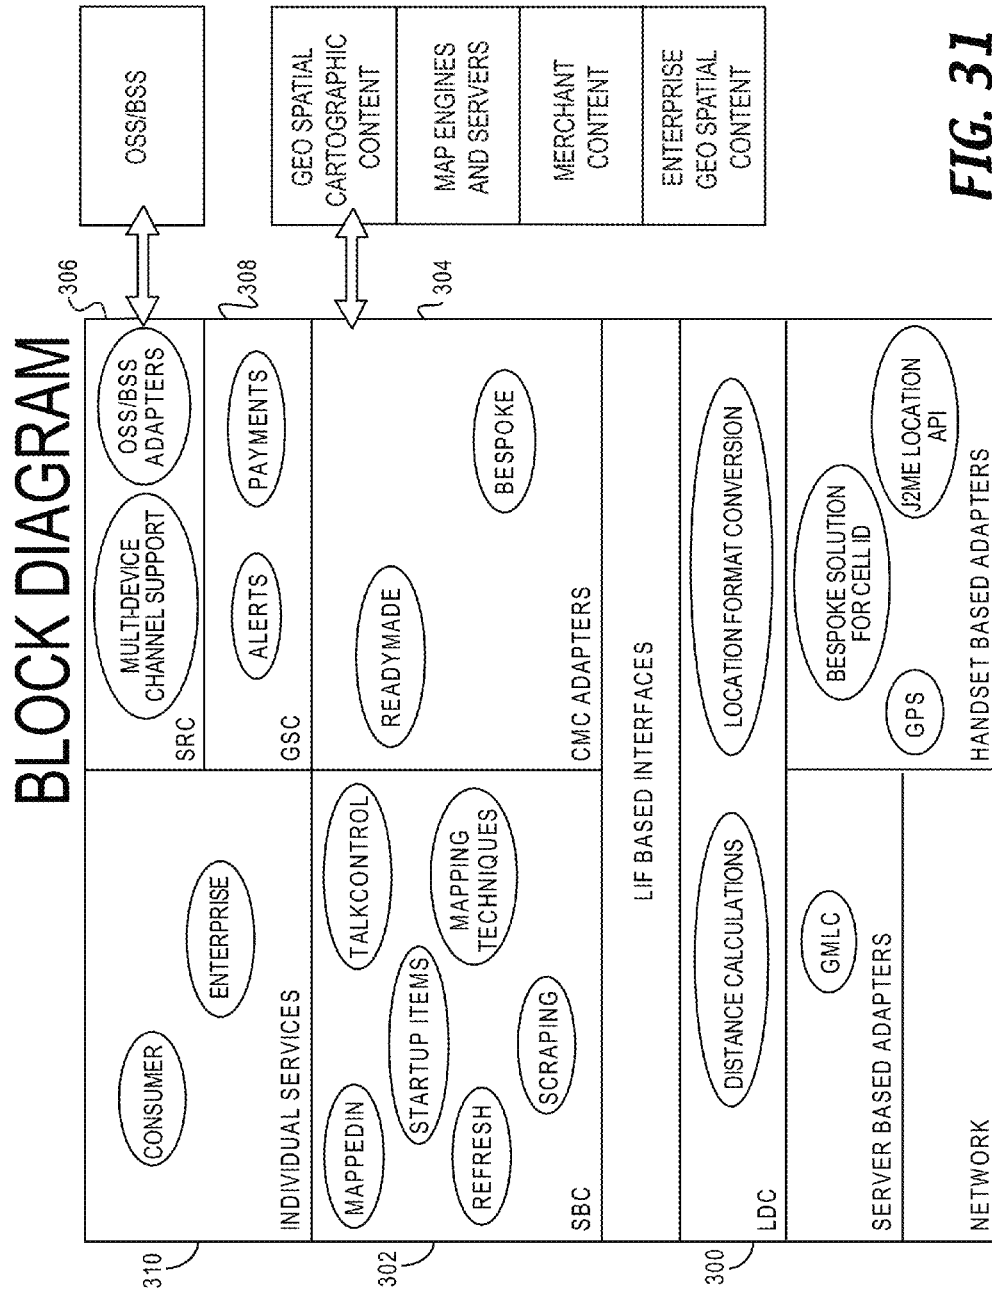 BLOCK DIAGRAM
310
CONSUMER
ENTERPRISE
INDIVIDUAL SERVICES
306
MULTI-DEVICE
CHANNEL SUPPORT
OSS/BSS
ADAPTERS
SRC
OSS/BSS
308
ALERTS
PAYMENTS
GSC
302
MAPPEDIN
TALKCONTROL
STARTUP ITEMS
REFRESH
MAPPING
TECHNIQUES
SCRAPING
SBC
304
READYMADE
BESPOKE
CMC ADAPTERS
GEO SPATIAL
CARTOGRAPHIC
CONTENT
MAP ENGINES
AND SERVERS
MERCHANT
CONTENT
ENTERPRISE
GEO SPATIAL
CONTENT
LIF BASED INTERFACES
300
DISTANCE CALCULATIONS
LOCATION FORMAT CONVERSION
LDC
GMLC
SERVER BASED ADAPTERS
NETWORK
GPS
BESPOKE SOLUTION
FOR CELL ID
J2ME LOCATION
API
HANDSET BASED ADAPTERS
FIG. 31